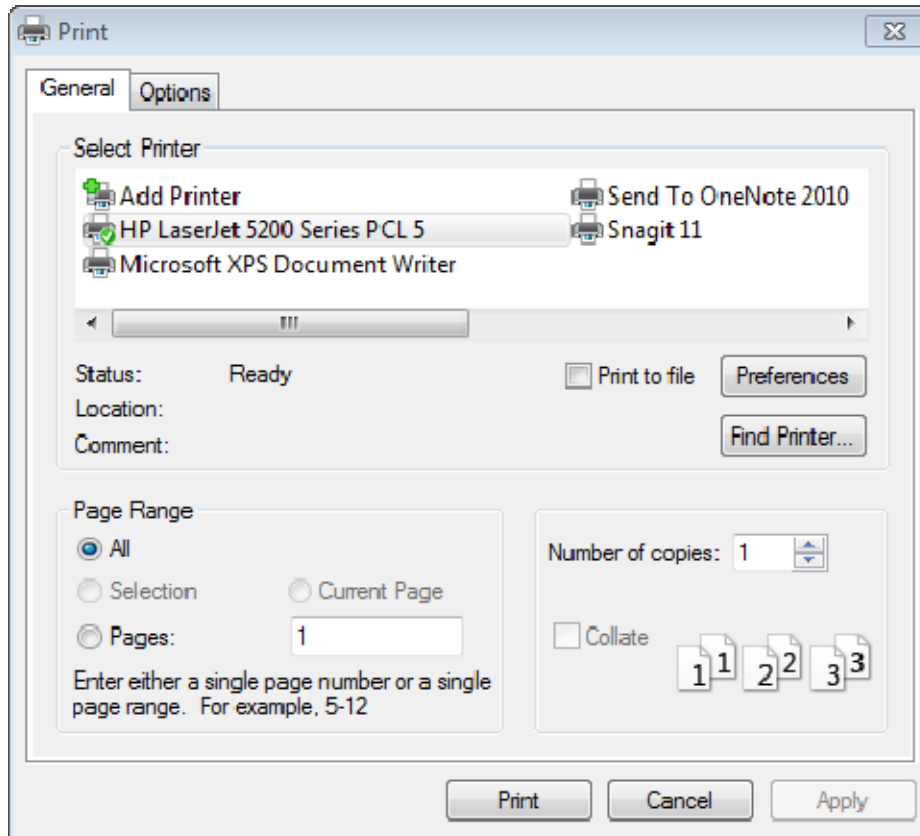 Print
General
Options
Select Printer
Add Printer
Send To OneNote 2010
HP LaserJet 5200 Series PCL 5
Snagit 11
Microsoft XPS Document Writer
Status: Ready
Print to file
Preferences
Location:
Comment:
Find Printer...
Page Range
All
Selection
Current Page
Pages: 1
Enter either a single page number or a single
page range. For example, 5-12
Number of copies: 1
Collate
1 1 2 2 3 3
Print
Cancel
Apply